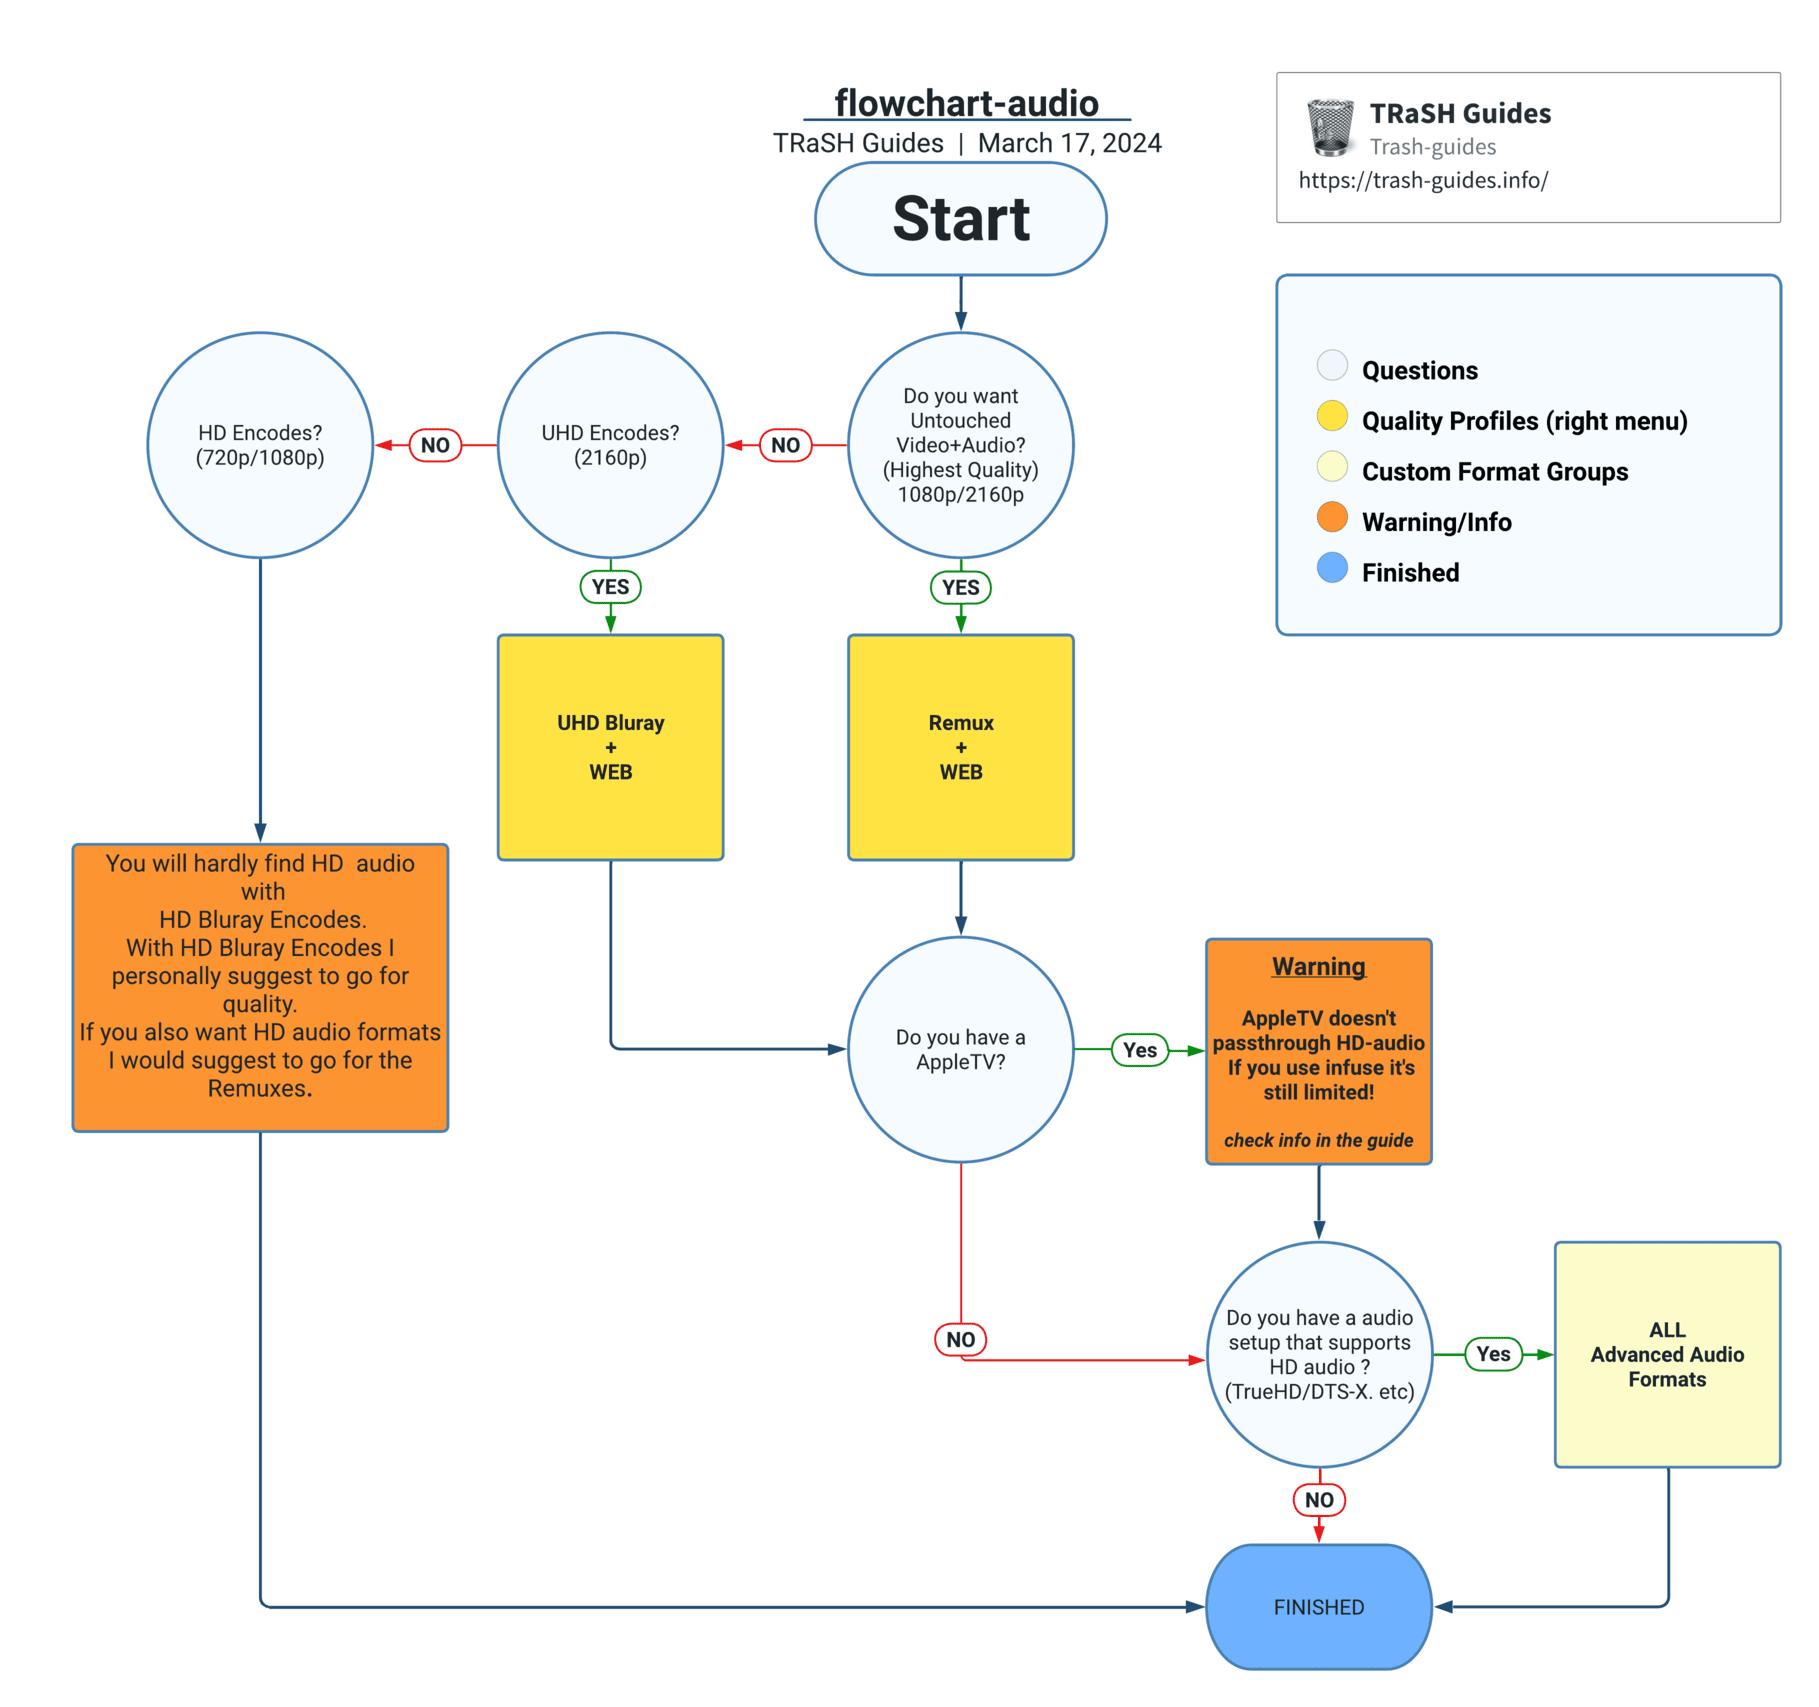 flowchart-audio
TRaSH Guides | March 17, 2024
TRaSH Guides
Trash-guides
https://trash-guides.info/
Start
Questions
Quality Profiles (right menu)
Custom Format Groups
Warning/Info
Finished
Do you want
Untouched
Video+Audio?
(Highest Quality)
1080p/2160p
NO
UHD Encodes?
(2160p)
NO
HD Encodes?
(720p/1080p)
YES
YES
UHD Bluray
+
WEB
Remux
+
WEB
You will hardly find HD  audio
with
HD Bluray Encodes.
With HD Bluray Encodes I
personally suggest to go for
quality.
If you also want HD audio formats
I would suggest to go for the
Remuxes.
Do you have a
AppleTV?
Yes
Warning
AppleTV doesn't
passthrough HD-audio
If you use infuse it's
still limited!
check info in the guide
NO
Do you have a audio
setup that supports
HD audio ?
(TrueHD/DTS-X. etc)
Yes
ALL
Advanced Audio
Formats
NO
FINISHED